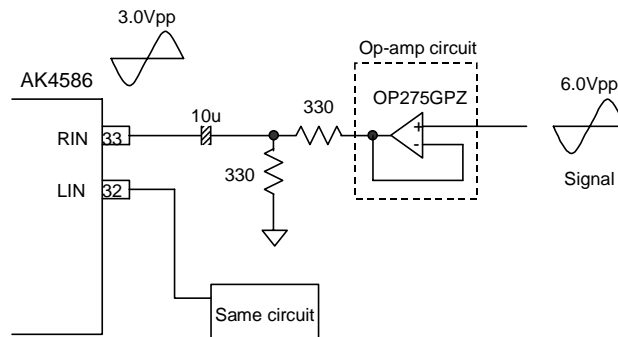 3.0Vpp
Op-amp circuit
AK4586
OP275GPZ
6.0Vpp
10u
330
+
-
RIN 33
330
Signal
LIN 32
Same circuit